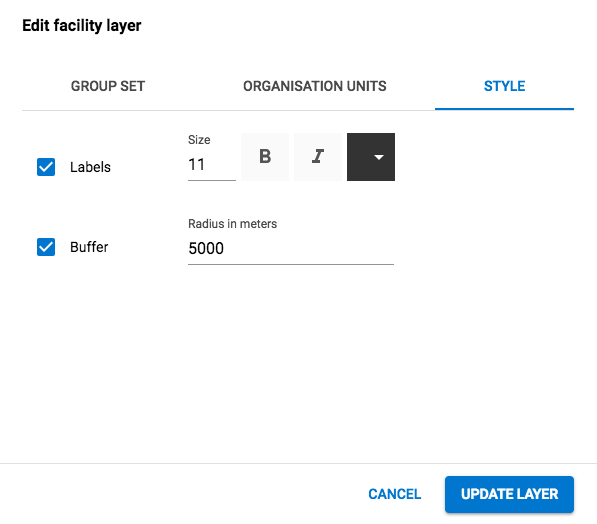 Edit facility layer
GROUP SET ORGANISATION UNITS STYLE
Size
Labels 11 B I
Radius in meters
Buffer 5000
CANCEL UPDATE LAYER